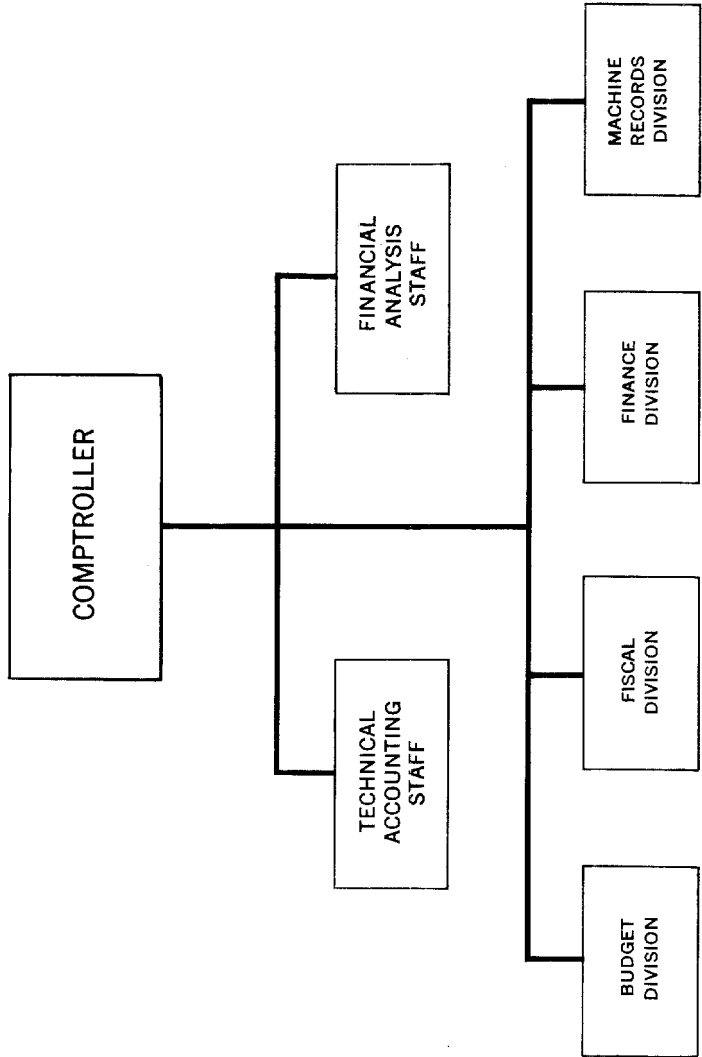 COMPTROLLER
TECHNICAL
ACCOUNTING
STAFF
FINANCIAL
ANALYSIS
STAFF
BUDGET
DIVISION
FISCAL
DIVISION
FINANCE
DIVISION
MACHINE
RECORDS
DIVISION